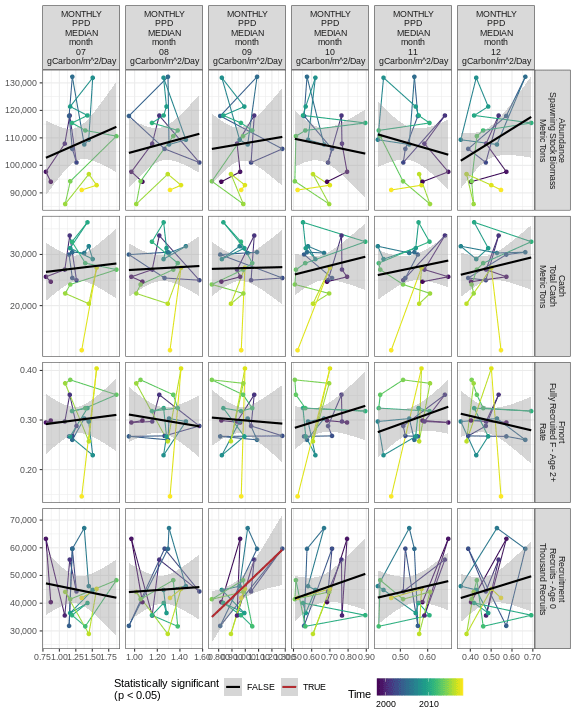 MONTHLY MONTHLY MONTHLY MONTHLY MONTHLY MONTHLY
PPD PPD PPD PPD PPD PPD
MEDIAN MEDIAN MEDIAN MEDIAN MEDIAN MEDIAN
month month month month month month
07 08 09 10 11 12
gCarbon/m^2/Day gCarbon/m^2/Day gCarbon/m^2/Day gCarbon/m^2/Day gCarbon/m^2/Day gCarbon/m^2/Day
130,000
120,000
110,000
100,000
90,000
Abundance
Spawning Stock Biomass
Metric Tons
30,000
20,000
Catch
Total Catch
Metric Tons
0.40
0.30
0.20
Fmort
Fully Recruited F - Age 2+
Rate
70,000
60,000
50,000
40,000
30,000
Recruitment
Recruits - Age 0
Thousand Recruits
0.75 1.00 1.25 1.50 1.75 1.00 1.20 1.40 1.60 0.60 0.70 0.80 0.90 0.50 0.60 0.40 0.50 0.60 0.70
Statistically significant
(p < 0.05)
FALSE TRUE
Time
2000 2010